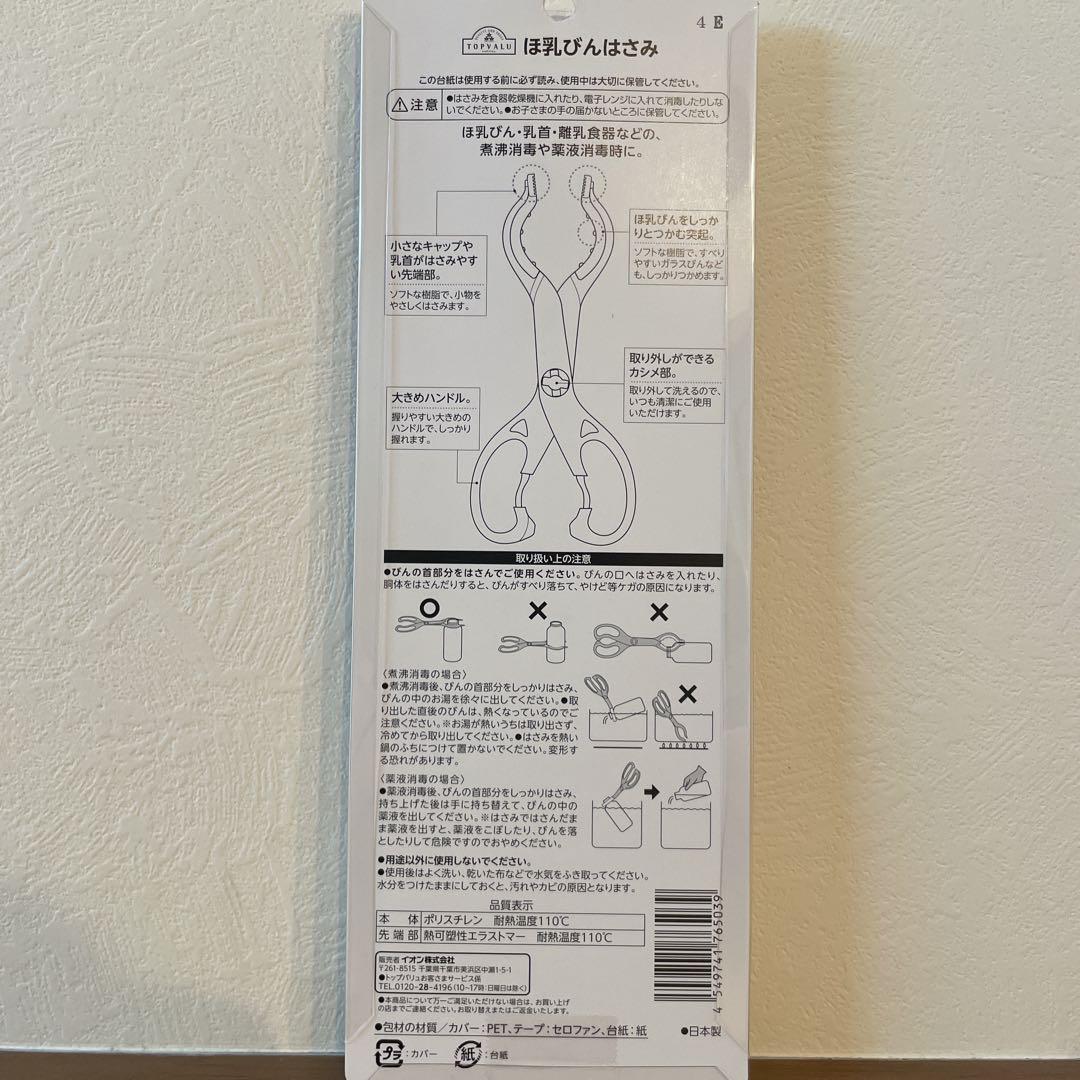 4 E
TOPVALU
ほ乳びんはさみ
この台紙は使用する前に必ず読み、使用中は大切に保管してください。
注意
●はさみを食器乾燥機に入れたり、電子レンジに入れて消毒したりしな
いでください。●お子さまの手の届かないところに保管してください。
ほ乳びん・乳首・離乳食器などの、
煮沸消毒や薬液消毒時に。
小さなキャップや
乳首がはさみやす
い先端部。
ソフトな樹脂で、小物を
やさしくはさみます。
ほ乳びんをしっか
りとつかむ突起。
ソフトな樹脂で、すべり
やすいガラスびんなど
も、しっかりつかめます。
取り外しができる
カシメ部。
取り外して洗えるので、
いつも清潔にご使用
いただけます。
大きめハンドル。
握りやすい大きめの
ハンドルで、しっかり
握れます。
取り扱い上の注意
●びんの首部分をはさんでご使用ください。びんの口へはさみを入れたり、
胴体をはさんだりすると、びんがすべり落ちて、やけど等ケガの原因になります。
〈煮沸消毒の場合〉
●煮沸消毒後、びんの首部分をしっかりはさみ、
びんの中のお湯を徐々に出してください。●取
り出した直後のびんは、熱くなっているのでご
注意ください。※お湯が熱いうちは取り出さず、
冷めてから取り出してください。●はさみを熱い
鍋のふちにつけて置かないでください。変形す
る恐れがあります。
〈薬液消毒の場合〉
●薬液消毒後、びんの首部分をしっかりはさみ、
持ち上げた後は手に持ち替えて、びんの中の
薬液を出してください。※はさみではさんだま
ま薬液を出すと、薬液をこぼしたり、びんを落
としたりして危険ですのでおやめください。
●用途以外に使用しないでください。
●使用後はよく洗い、乾いた布などで水気をふき取ってください。
水分をつけたままにしておくと、汚れやカビの原因となります。
品質表示
本 体 ポリスチレン 耐熱温度110℃
先端部 熱可塑性エラストマー 耐熱温度110℃
販売者 イオン株式会社
〒261-8515 千葉県千葉市美浜区中瀬1-5-1
●トップバリュお客さまサービス係
TEL.0120-28-4196(10~17時:日曜日は除く)
●本商品について万一ご満足いただけない場合は、お買い上げ
の店までご連絡ください。お取り替えまたはご返金いたします。
4 549741 765039
●包材の材質/カバー:PET、テープ:セロファン、台紙:紙
●日本製
プラ:カバー
紙:台紙